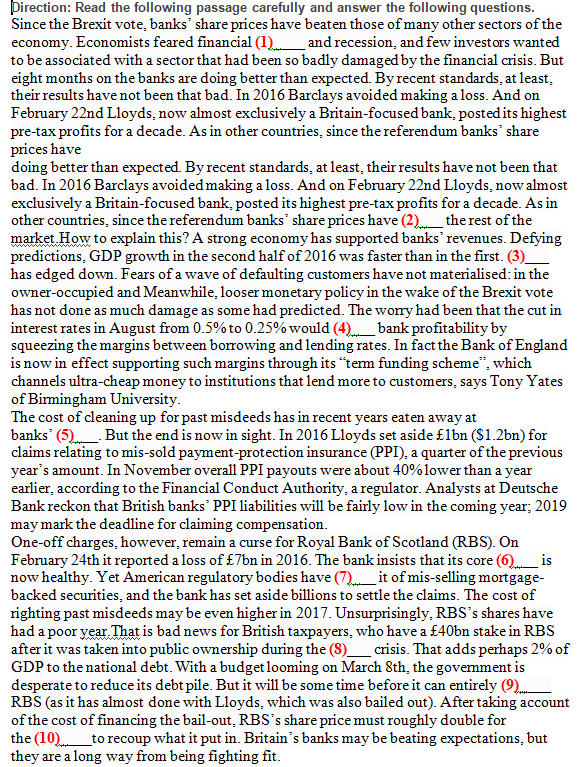 Direction: Read the following passage carefully and answer the following questions.
Since the Brexit vote, banks’ share prices have beaten those of many other sectors of the
economy. Economists feared financial (1)____ and recession, and few investors wanted
to be associated with a sector that had been so badly damaged by the financial crisis. But
eight months on the banks are doing better than expected. By recent standards, at least,
their results have not been that bad. In 2016 Barclays avoided making a loss. And on
February 22nd Lloyds, now almost exclusively a Britain-focused bank, posted its highest
pre-tax profits for a decade. As in other countries, since the referendum banks’ share
prices have
doing better than expected. By recent standards, at least, their results have not been that
bad. In 2016 Barclays avoided making a loss. And on February 22nd Lloyds, now almost
exclusively a Britain-focused bank, posted its highest pre-tax profits for a decade. As in
other countries, since the referendum banks’ share prices have (2)____ the rest of the
market.How to explain this? A strong economy has supported banks’ revenues. Defying
predictions, GDP growth in the second half of 2016 was faster than in the first. (3)___
has edged down. Fears of a wave of defaulting customers have not materialised: in the
owner-occupied and Meanwhile, looser monetary policy in the wake of the Brexit vote
has not done as much damage as some had predicted. The worry had been that the cut in
interest rates in August from 0.5% to 0.25% would (4)____ bank profitability by
squeezing the margins between borrowing and lending rates. In fact the Bank of England
is now in effect supporting such margins through its “term funding scheme”, which
channels ultra-cheap money to institutions that lend more to customers, says Tony Yates
of Birmingham University.
The cost of cleaning up for past misdeeds has in recent years eaten away at
banks’ (5)____. But the end is now in sight. In 2016 Lloyds set aside £1bn ($1.2bn) for
claims relating to mis-sold payment-protection insurance (PPI), a quarter of the previous
year’s amount. In November overall PPI payouts were about 40% lower than a year
earlier, according to the Financial Conduct Authority, a regulator. Analysts at Deutsche
Bank reckon that British banks’ PPI liabilities will be fairly low in the coming year; 2019
may mark the deadline for claiming compensation.
One-off charges, however, remain a curse for Royal Bank of Scotland (RBS). On
February 24th it reported a loss of £7bn in 2016. The bank insists that its core (6)____ is
now healthy. Yet American regulatory bodies have (7)____ it of mis-selling mortgage-
backed securities, and the bank has set aside billions to settle the claims. The cost of
righting past misdeeds may be even higher in 2017. Unsurprisingly, RBS’s shares have
had a poor year.That is bad news for British taxpayers, who have a £40bn stake in RBS
after it was taken into public ownership during the (8)___ crisis. That adds perhaps 2% of
GDP to the national debt. With a budget looming on March 8th, the government is
desperate to reduce its debt pile. But it will be some time before it can entirely (9)_____
RBS (as it has almost done with Lloyds, which was also bailed out). After taking account
of the cost of financing the bail-out, RBS’s share price must roughly double for
the (10)____to recoup what it put in. Britain’s banks may be beating expectations, but
they are a long way from being fighting fit.